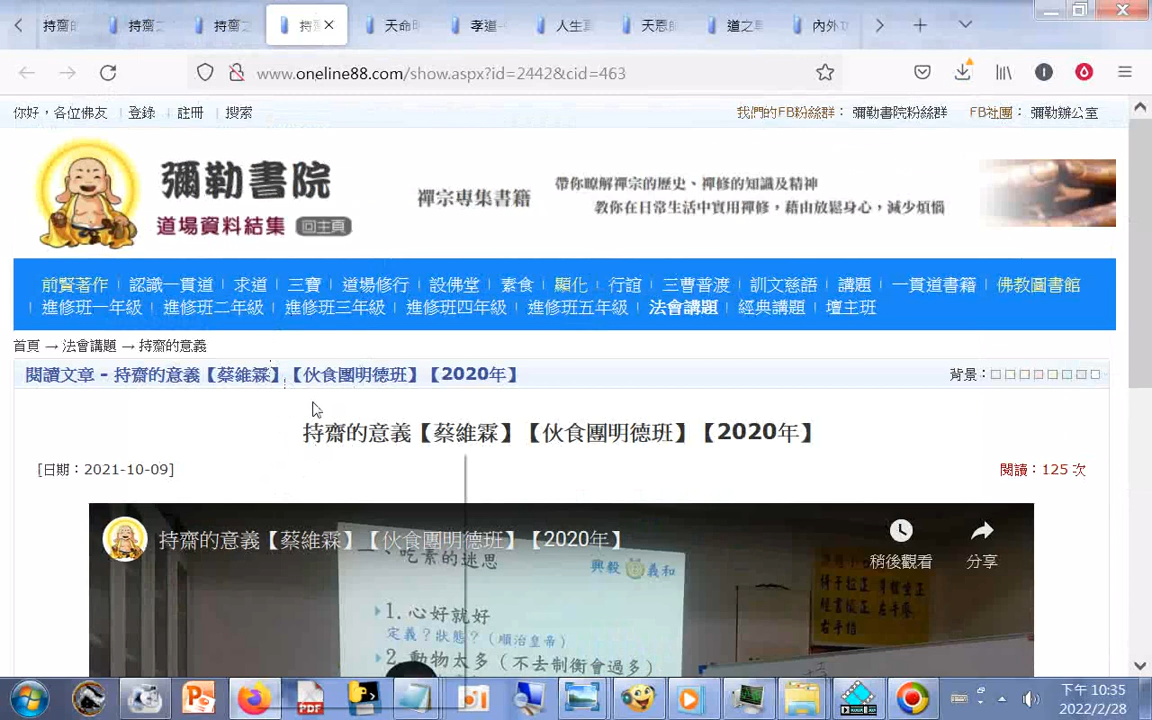 持齋的
持齋二
持齋二
持
天命
孝道-
人生
天恩
道之
內外
www.oneline88.com/show.aspx?id=2442&cid=463
你好，各位佛友
登錄
註冊
搜索
我們的FB粉絲群： 彌勒書院粉絲群
FB社團： 彌勒辦公室
彌勒書院
道場資料結集 回主頁
禪宗專集書籍
帶你瞭解禪宗的歷史、禪修的知識及精神
教你在日常生活中實用禪修，藉由放鬆身心，減少煩惱
前賢著作 認識一貫道 求道 三寶 道場修行 設佛堂 素食 顯化 行誼 三曹普渡 訓文慈語 講題 一貫道書籍 佛教圖書館
進修班一年級 進修班二年級 進修班三年級 進修班四年級 進修班五年級 法會講題 經典講題 壇主班
首頁 → 法會講題 → 持齋的意義
閱讀文章 - 持齋的意義【蔡維霖】【伙食團明德班】【2020年】
背景：
持齋的意義【蔡維霖】【伙食團明德班】【2020年】
[日期：2021-10-09]
閱讀：125 次
持齋的意義【蔡維霖】【伙食團明德班】【2020年】
稍後觀看
分享
一、吃素的迷思
興毅 義和
1. 心好就好
定義？狀態？（順治皇帝）
2. 動物太多（不去制衡會過多）
下午 10:35
2022/2/28